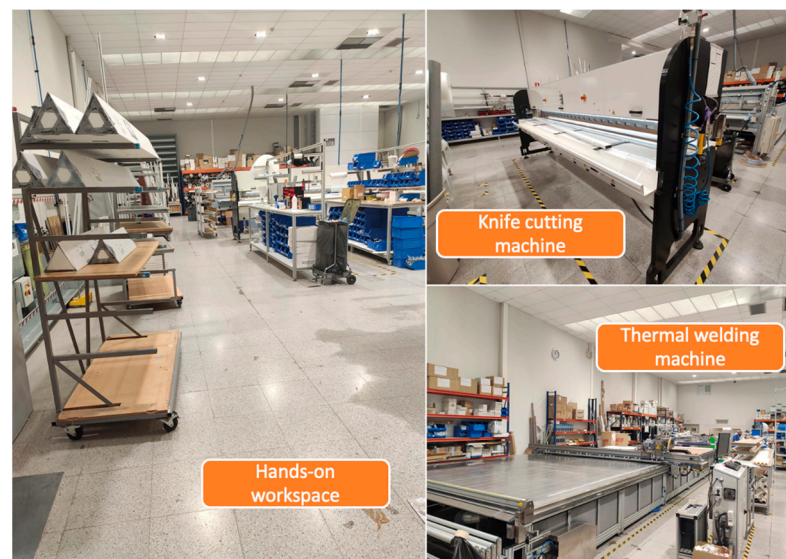 Knife cutting
machine
Thermal welding
machine
Hands-on
workspace